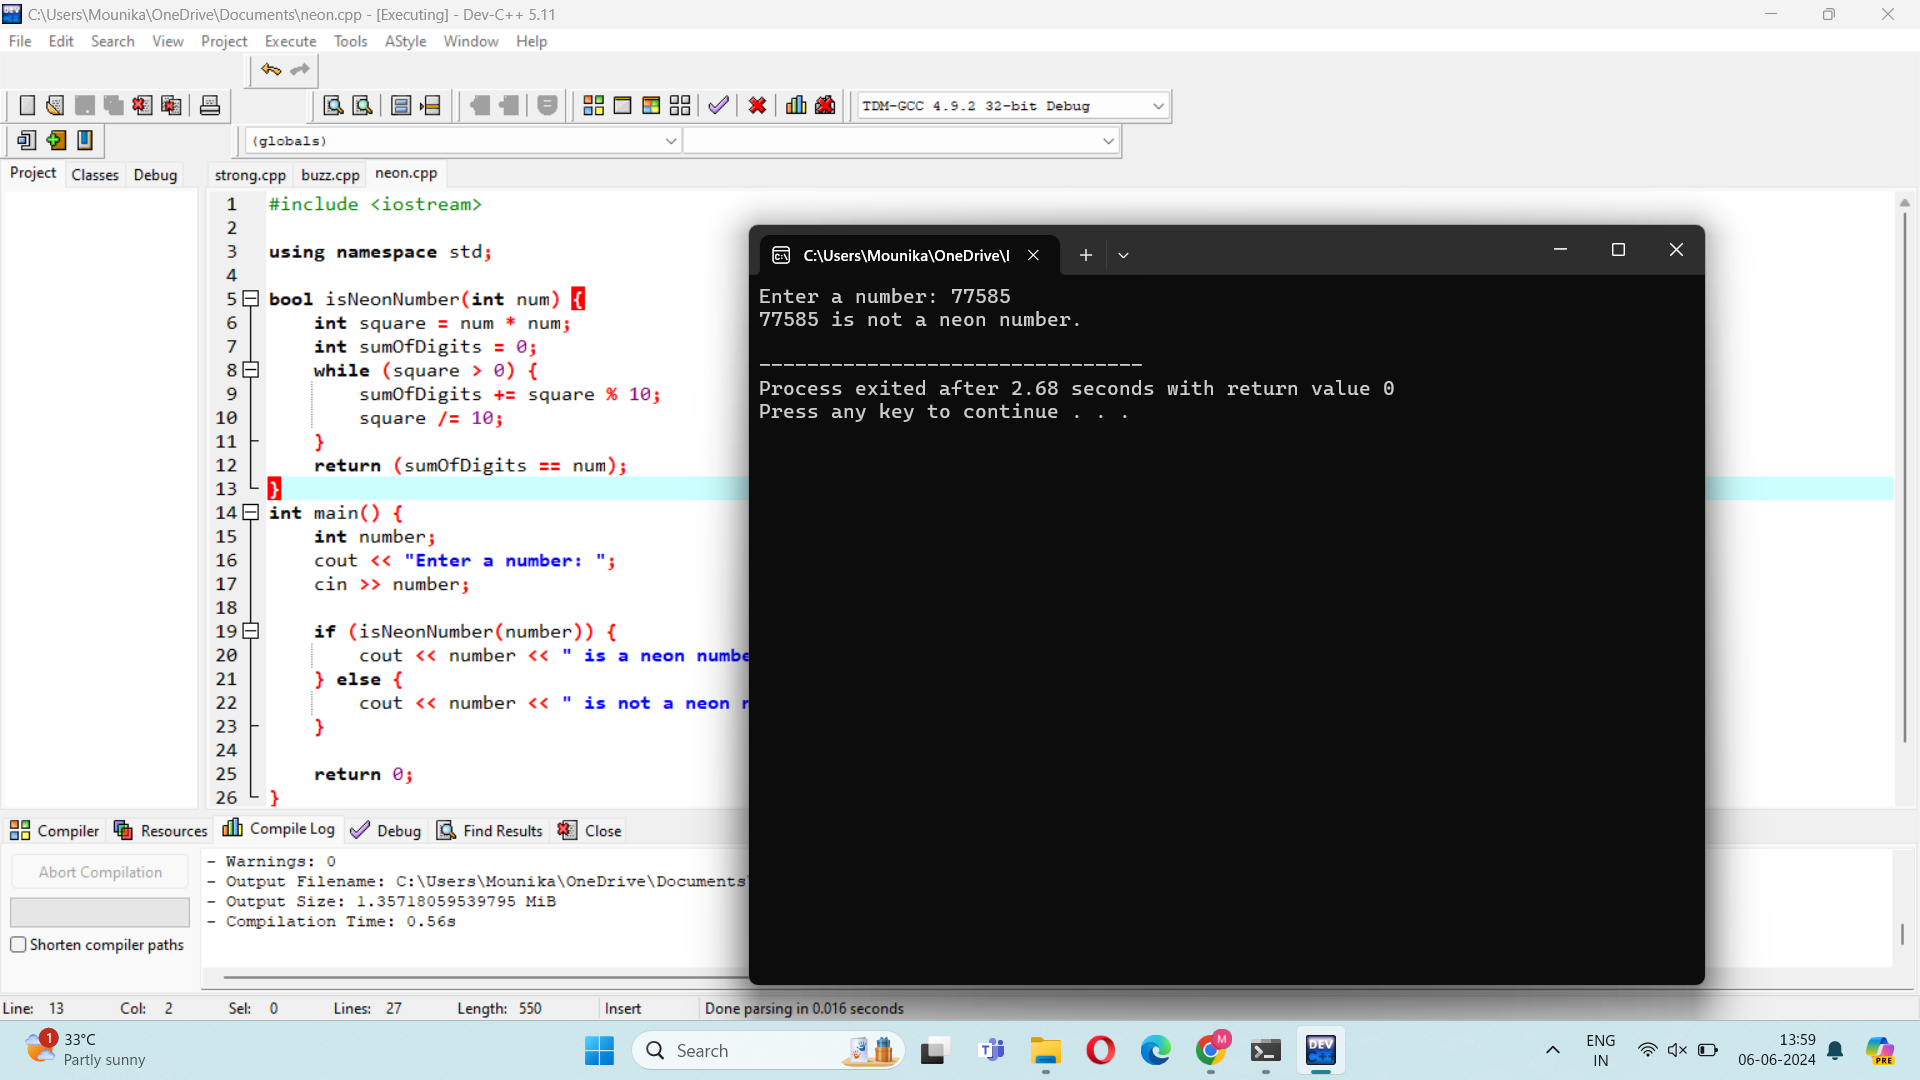 C:\Users\Mounika\OneDrive\Documents\neon.cpp - [Executing] - Dev-C++ 5.11
File Edit Search View Project Execute Tools AStyle Window Help
TDM-GCC 4.9.2 32-bit Debug
(globals)
Project Classes Debug
strong.cpp buzz.cpp neon.cpp
1 #include <iostream>
2
3 using namespace std;
4
5 bool isNeonNumber(int num) {
6 int square = num * num;
7 int sumOfDigits = 0;
8 while (square > 0) {
9 sumOfDigits += square % 10;
10 square /= 10;
11 }
12 return (sumOfDigits == num);
13 }
14 int main() {
15 int number;
16 cout << "Enter a number: ";
17 cin >> number;
18
19 if (isNeonNumber(number)) {
20 cout << number << " is a neon numbe
21 } else {
22 cout << number << " is not a neon
23 }
24
25 return 0;
26 }
C:\Users\Mounika\OneDrive\
Enter a number: 77585
77585 is not a neon number.
--------------------------------
Process exited after 2.68 seconds with return value 0
Press any key to continue . . .
Compiler Resources Compile Log Debug Find Results Close
Abort Compilation
Shorten compiler paths
- Warnings: 0
- Output Filename: C:\Users\Mounika\OneDrive\Documents
- Output Size: 1.35718059539795 MiB
- Compilation Time: 0.56s
Line: 13 Col: 2 Sel: 0 Lines: 27 Length: 550 Insert Done parsing in 0.016 seconds
1
33°C
Partly sunny
Search
M
DEV
C++
PRE
ENG
IN
13:59
06-06-2024